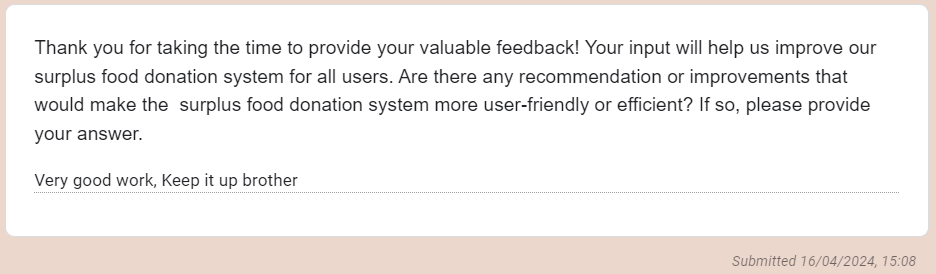 Thank you for taking the time to provide your valuable feedback! Your input will help us improve our
surplus food donation system for all users. Are there any recommendation or improvements that
would make the  surplus food donation system more user-friendly or efficient? If so, please provide
your answer.
Very good work, Keep it up brother
Submitted 16/04/2024, 15:08